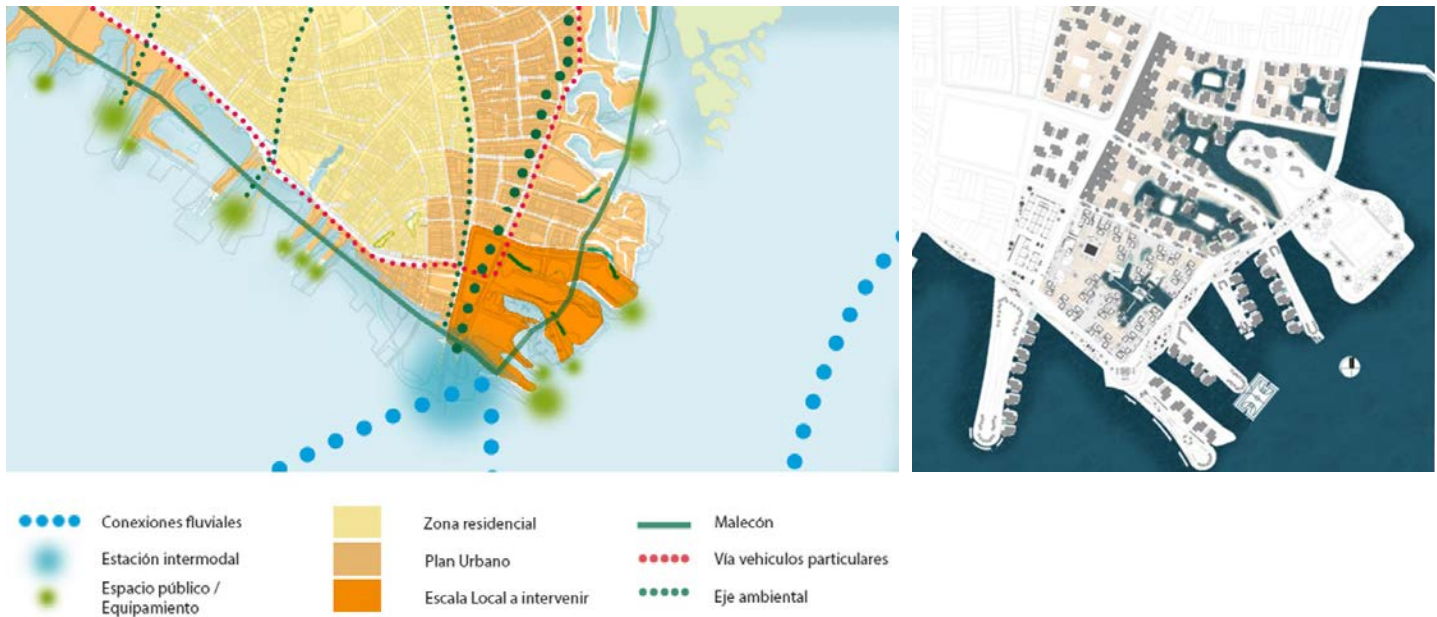 Conexiones fluviales
Estación intermodal
Espacio público /
Equipamiento
Zona residencial
Plan Urbano
Escala Local a intervenir
Malecón
Vía vehiculos particulares
Eje ambiental